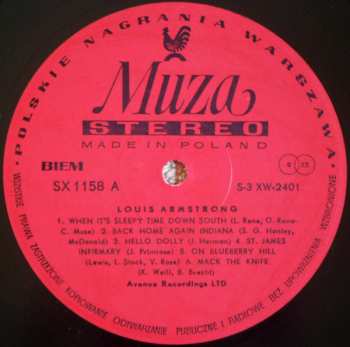 POLSKIE NAGRANIA WARSZAWA
Muza
STEREO
MADE IN POLAND
BIEM
33
SX 1158 A
S-3 XW-2401
LOUIS ARMSTRONG
1. WHEN IT'S SLEEPY TIME DOWN SOUTH (L. Rene, O. Rene-
C. Muse) 2. BACK HOME AGAIN INDIANA (S. G. Hanley,
McDonald) 3. HELLO DOLLY (J. Herman) 4. ST. JAMES
INFIRMARY (J. Primrose) 5. ON BLUEBERRY HILL
(Lewis, L. Stock, V. Rose) 6. MACK THE KNIFE
(K. Weill, B. Brecht)
Avenue Recordings LTD
WSZYSTKIE PRAWA ZASTRZEŻONE KOPIOWANIE ODTWARZANIE PUBLICZNE I RADIOWE BEZ UPOWAŻNIENIA WZBRONIONE